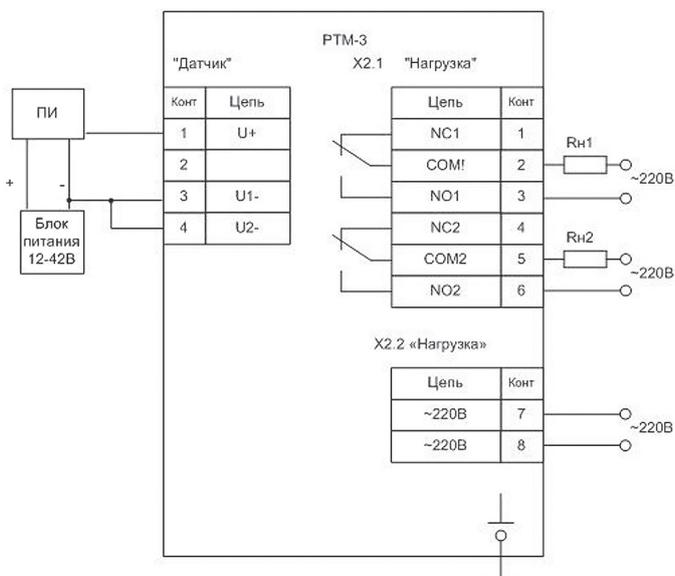 РТМ-3
"Датчик"
X2.1 "Нагрузка"
Конт Цепь
1 U+
2
3 U1-
4 U2-
ПИ
+ -
Блок
питания
12-42В
Цепь Конт
NC1 1
COM! 2
NO1 3
NC2 4
COM2 5
NO2 6
Rн1
~220В
Rн2
~220В
X2.2 «Нагрузка»
Цепь Конт
~220В 7
~220В 8
~220В